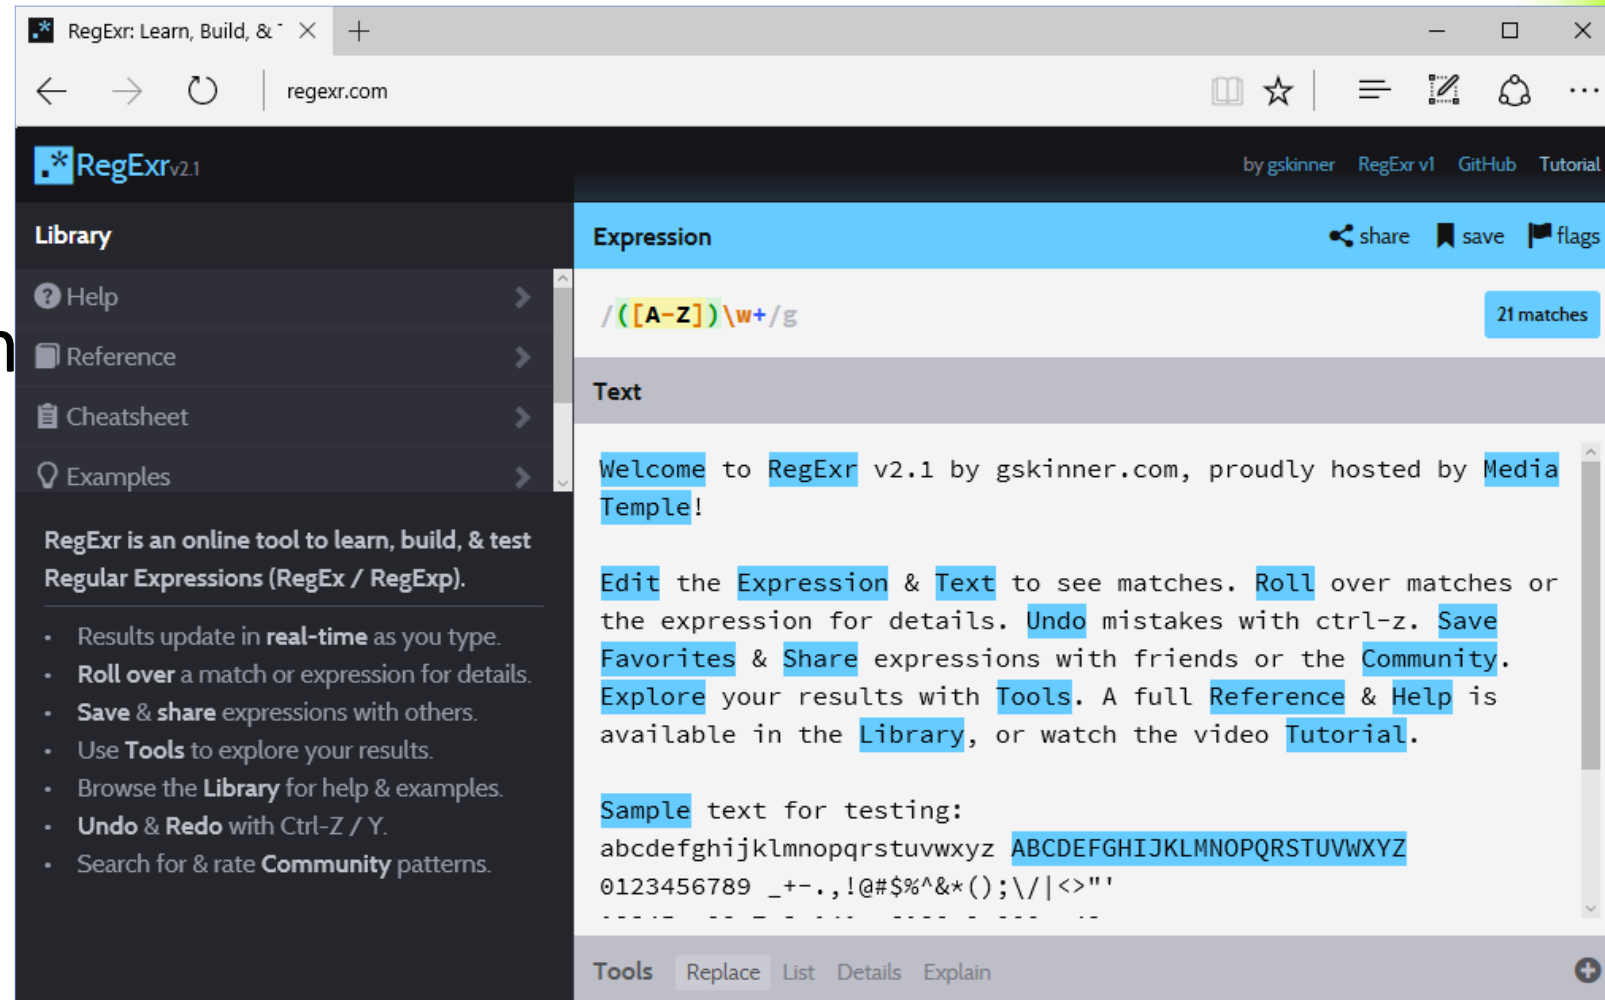 RegExr: Learn, Build, &
regexr.com
RegExr v2.1
by gskinner RegExr v1 GitHub Tutorial
Library
Help
Reference
Cheatsheet
Examples
RegExr is an online tool to learn, build, & test
Regular Expressions (RegEx / RegExp).
• Results update in real-time as you type.
• Roll over a match or expression for details.
• Save & share expressions with others.
• Use Tools to explore your results.
• Browse the Library for help & examples.
• Undo & Redo with Ctrl-Z / Y.
• Search for & rate Community patterns.
Expression
share save flags
/([A-Z])\w+/g
21 matches
Text
Welcome to RegExr v2.1 by gskinner.com, proudly hosted by Media
Temple!
Edit the Expression & Text to see matches. Roll over matches or
the expression for details. Undo mistakes with ctrl-z. Save
Favorites & Share expressions with friends or the Community.
Explore your results with Tools. A full Reference & Help is
available in the Library, or watch the video Tutorial.
Sample text for testing:
abcdefghijklmnopqrstuvwxyz ABCDEFGHIJKLMNOPQRSTUVWXYZ
0123456789 _+-.,!@#$%^&*();\/|<>"'
Tools Replace List Details Explain